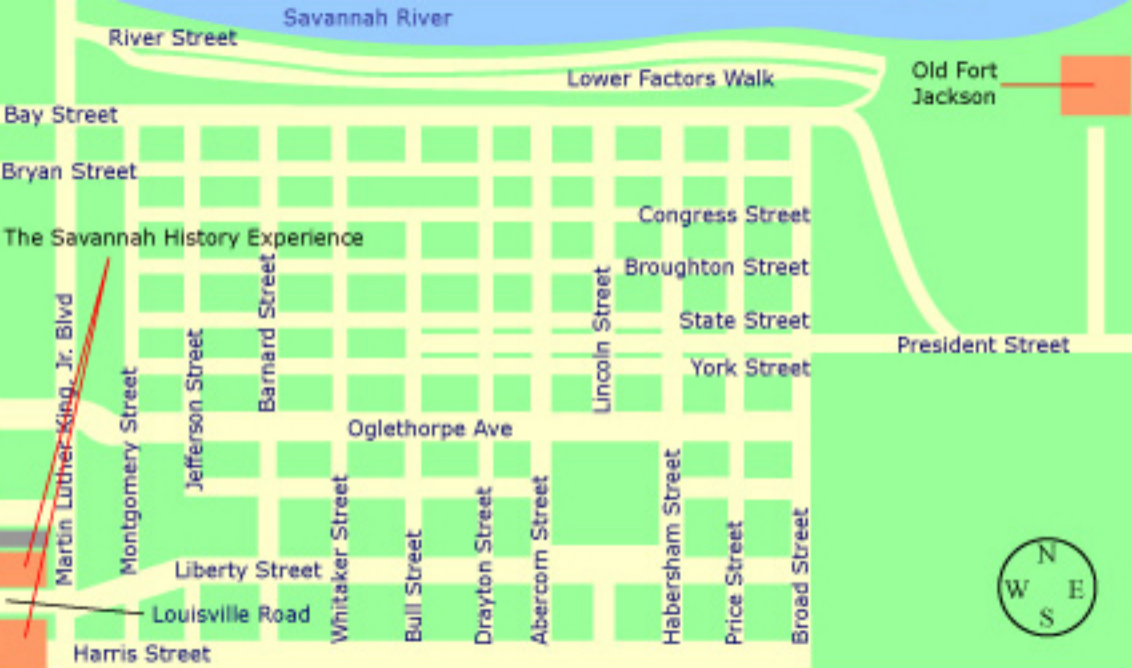 Savannah River
River Street
Old Fort
Jackson
Lower Factors Walk
Bay Street
Bryan Street
Congress Street
The Savannah History Experience
Broughton Street
State Street
President Street
York Street
Martin Luther King, Jr. Blvd
Montgomery Street
Jefferson Street
Barnard Street
Lincoln Street
Oglethorpe Ave
Whitaker Street
Bull Street
Drayton Street
Abercorn Street
Habersham Street
Price Street
Broad Street
Liberty Street
Louisville Road
Harris Street
N
W E
S